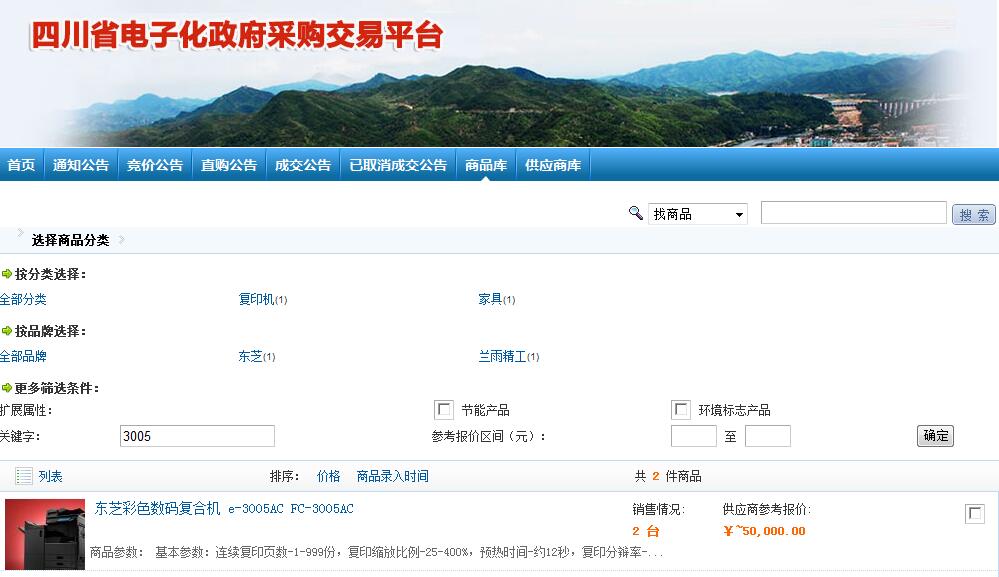 四川省电子化政府采购交易平台
首页 通知公告 竞价公告 直购公告 成交公告 已取消成交公告 商品库 供应商库
找商品 搜 索
选择商品分类
按分类选择：
全部分类 复印机(1) 家具(1)
按品牌选择：
全部品牌 东芝(1) 兰雨精工(1)
更多筛选条件：
扩展属性： 节能产品 环境标志产品
关键字： 3005 参考报价区间（元）： 至 确定
列表 排序： 价格 商品录入时间 共 2 件商品
东芝彩色数码复合机 e-3005AC FC-3005AC 销售情况： 供应商参考报价：
2 台 ￥~50,000.00
商品参数： 基本参数：连续复印页数-1-999份，复印缩放比例-25-400%，预热时间-约12秒，复印分辩率-...